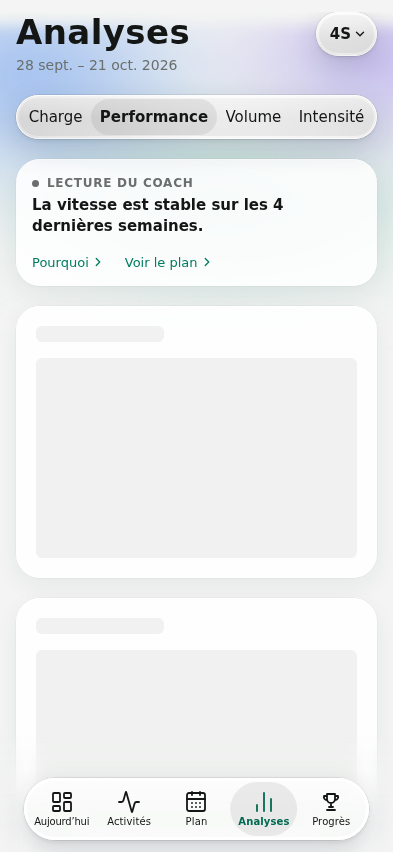 Analyses
4S
28 sept. – 21 oct. 2026
Charge Performance Volume Intensité
LECTURE DU COACH
La vitesse est stable sur les 4
dernières semaines.
Pourquoi Voir le plan
Aujourd'hui Activités Plan Analyses Progrès